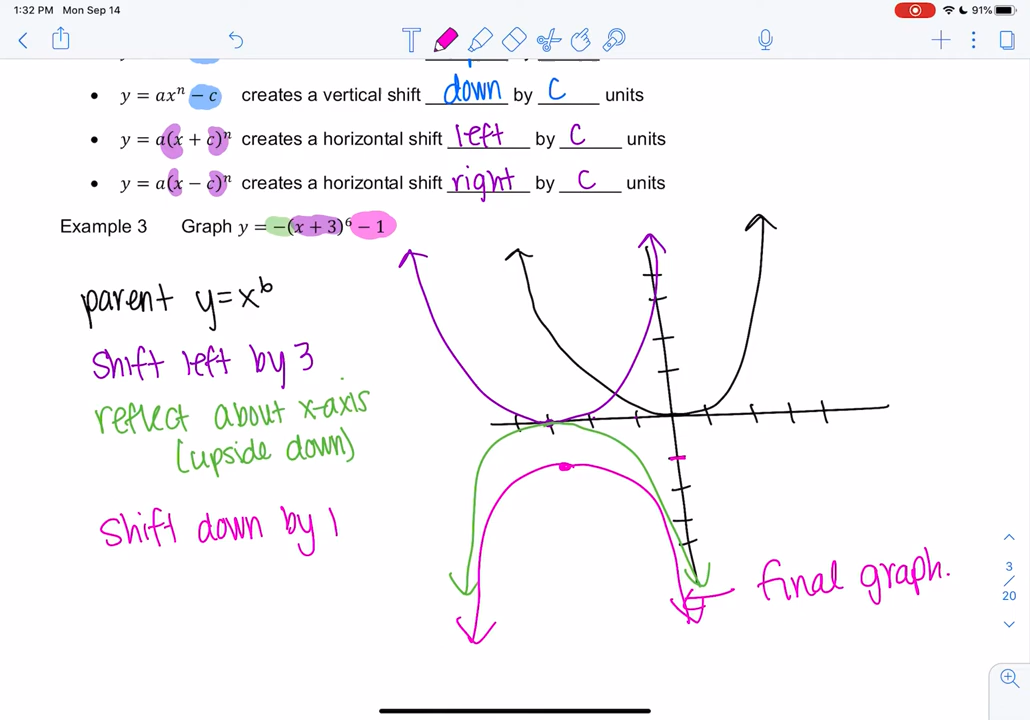 1:32 PM Mon Sep 14
91%
• y = axⁿ − c creates a vertical shift down by c units
• y = a(x + c)ⁿ creates a horizontal shift left by c units
• y = a(x − c)ⁿ creates a horizontal shift right by c units
Example 3 Graph y = −(x + 3)⁶ − 1
parent y=x⁶
shift left by 3
reflect about x-axis
(upside down)
shift down by 1
final graph.
3
/
20